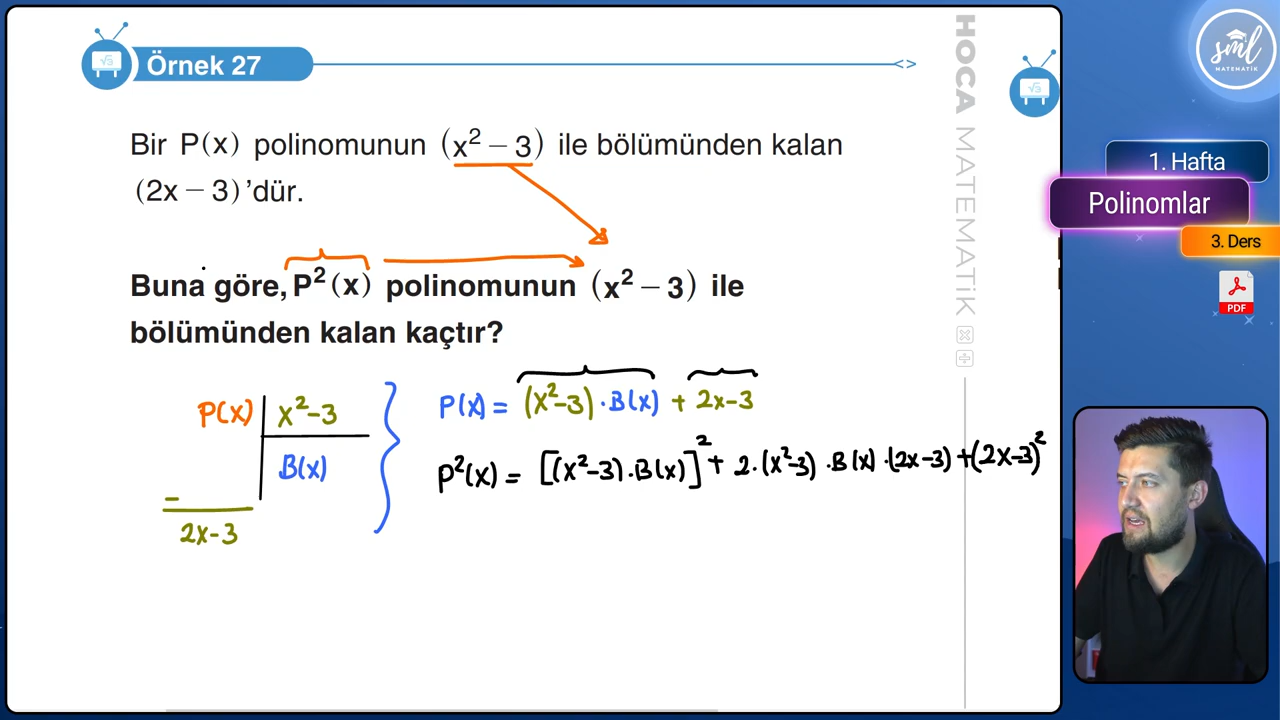 Örnek 27
<>
Bir P(x) polinomunun (x² − 3) ile bölümünden kalan
(2x − 3)'dür.
Buna göre, P²(x) polinomunun (x² − 3) ile
bölümünden kalan kaçtır?
P(x) x²-3
B(x)
2x-3
P(x) = (x²-3) · B(x) + 2x-3
P²(x) = [(x²-3) · B(x)]² + 2 · (x²-3) · B(x) · (2x-3) + (2x-3)²
HOCA MATEMATİK
√3
√3
sml
MATEMATİK
1. Hafta
Polinomlar
3. Ders
PDF